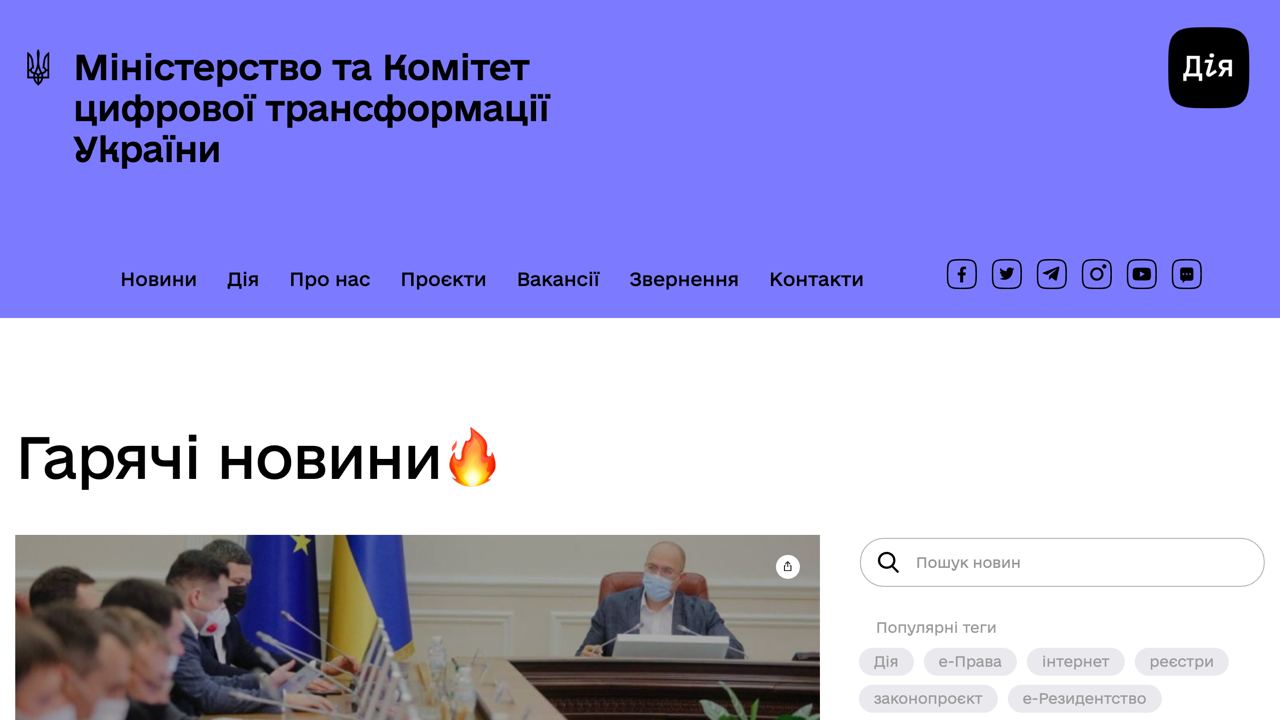 Міністерство та Комітет
цифрової трансформації
України
Дія
Новини Дія Про нас Проєкти Вакансії Звернення Контакти
Гарячі новини🔥
Пошук новин
Популярні теги
Дія е-Права інтернет реєстри
законопроєкт е-Резидентство